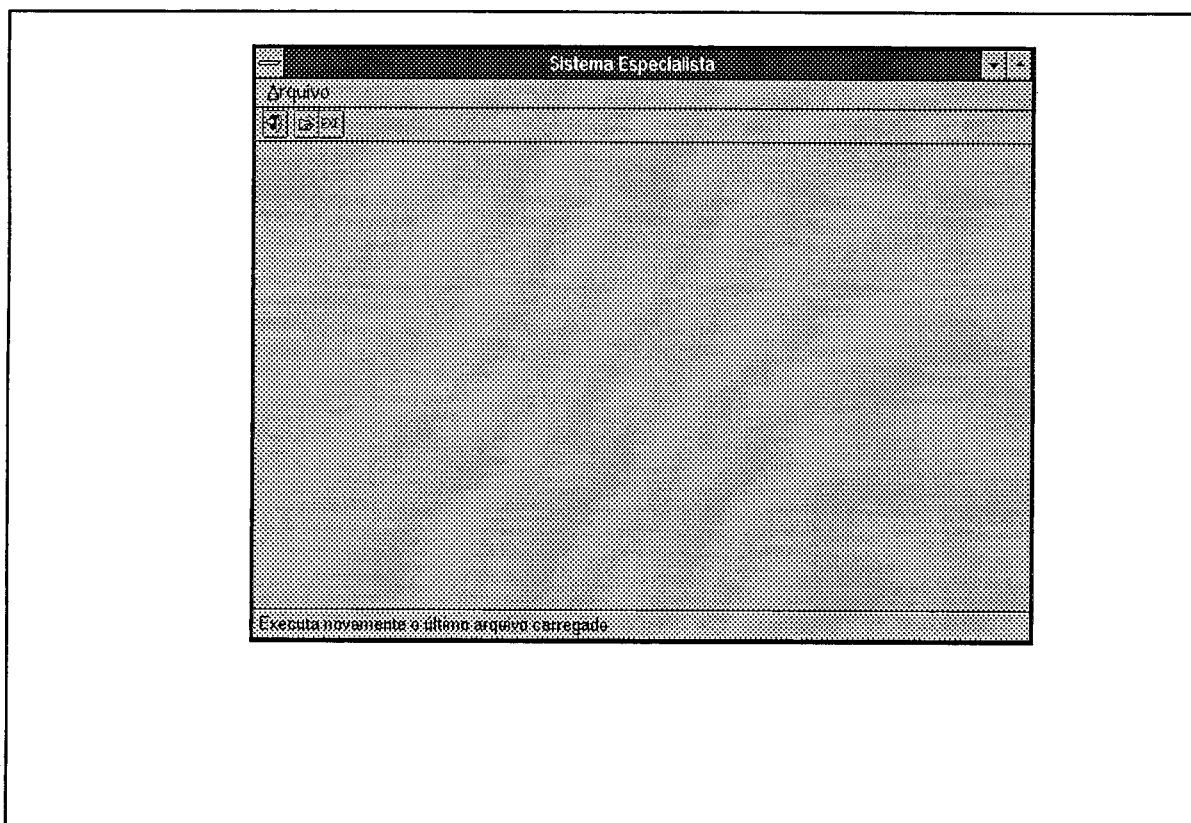 Sistema Especialista
Arquivo
Executa novamente o último arquivo carregado